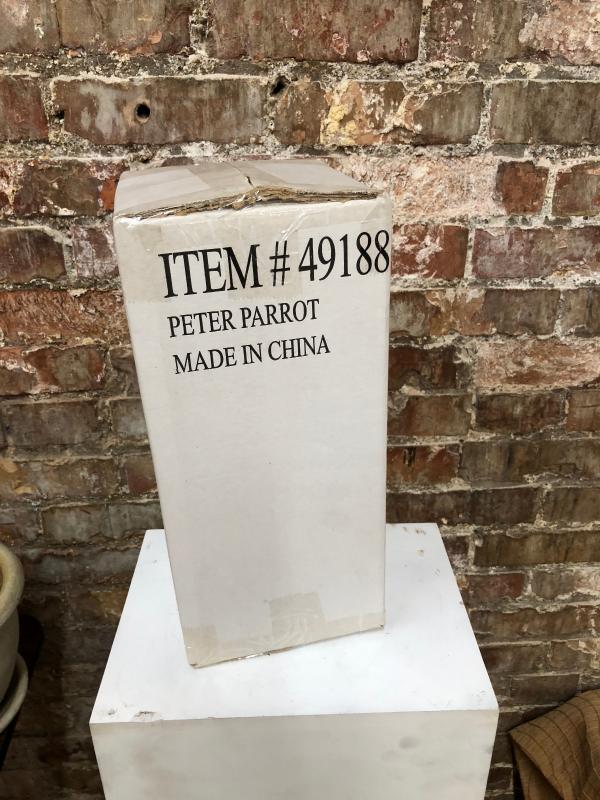 ITEM # 49188
PETER PARROT
MADE IN CHINA